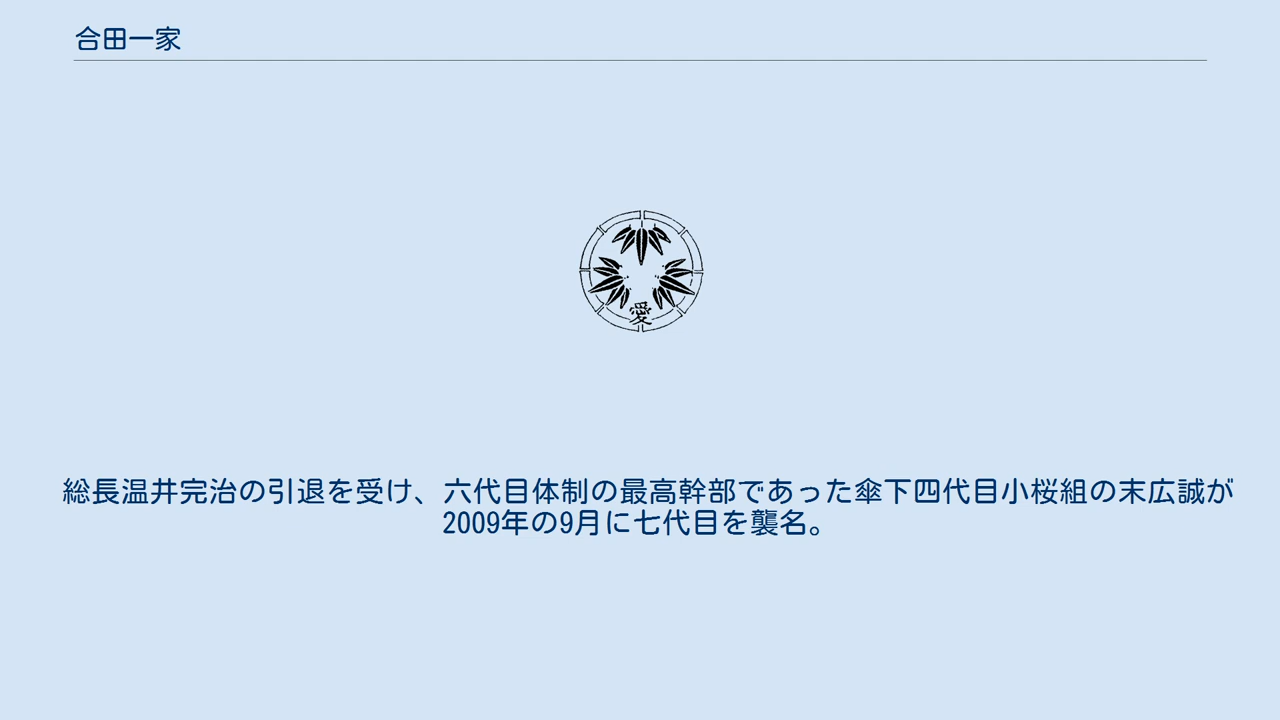 合田一家
愛
総長温井完治の引退を受け、六代目体制の最高幹部であった傘下四代目小桜組の末広誠が
2009年の9月に七代目を襲名。